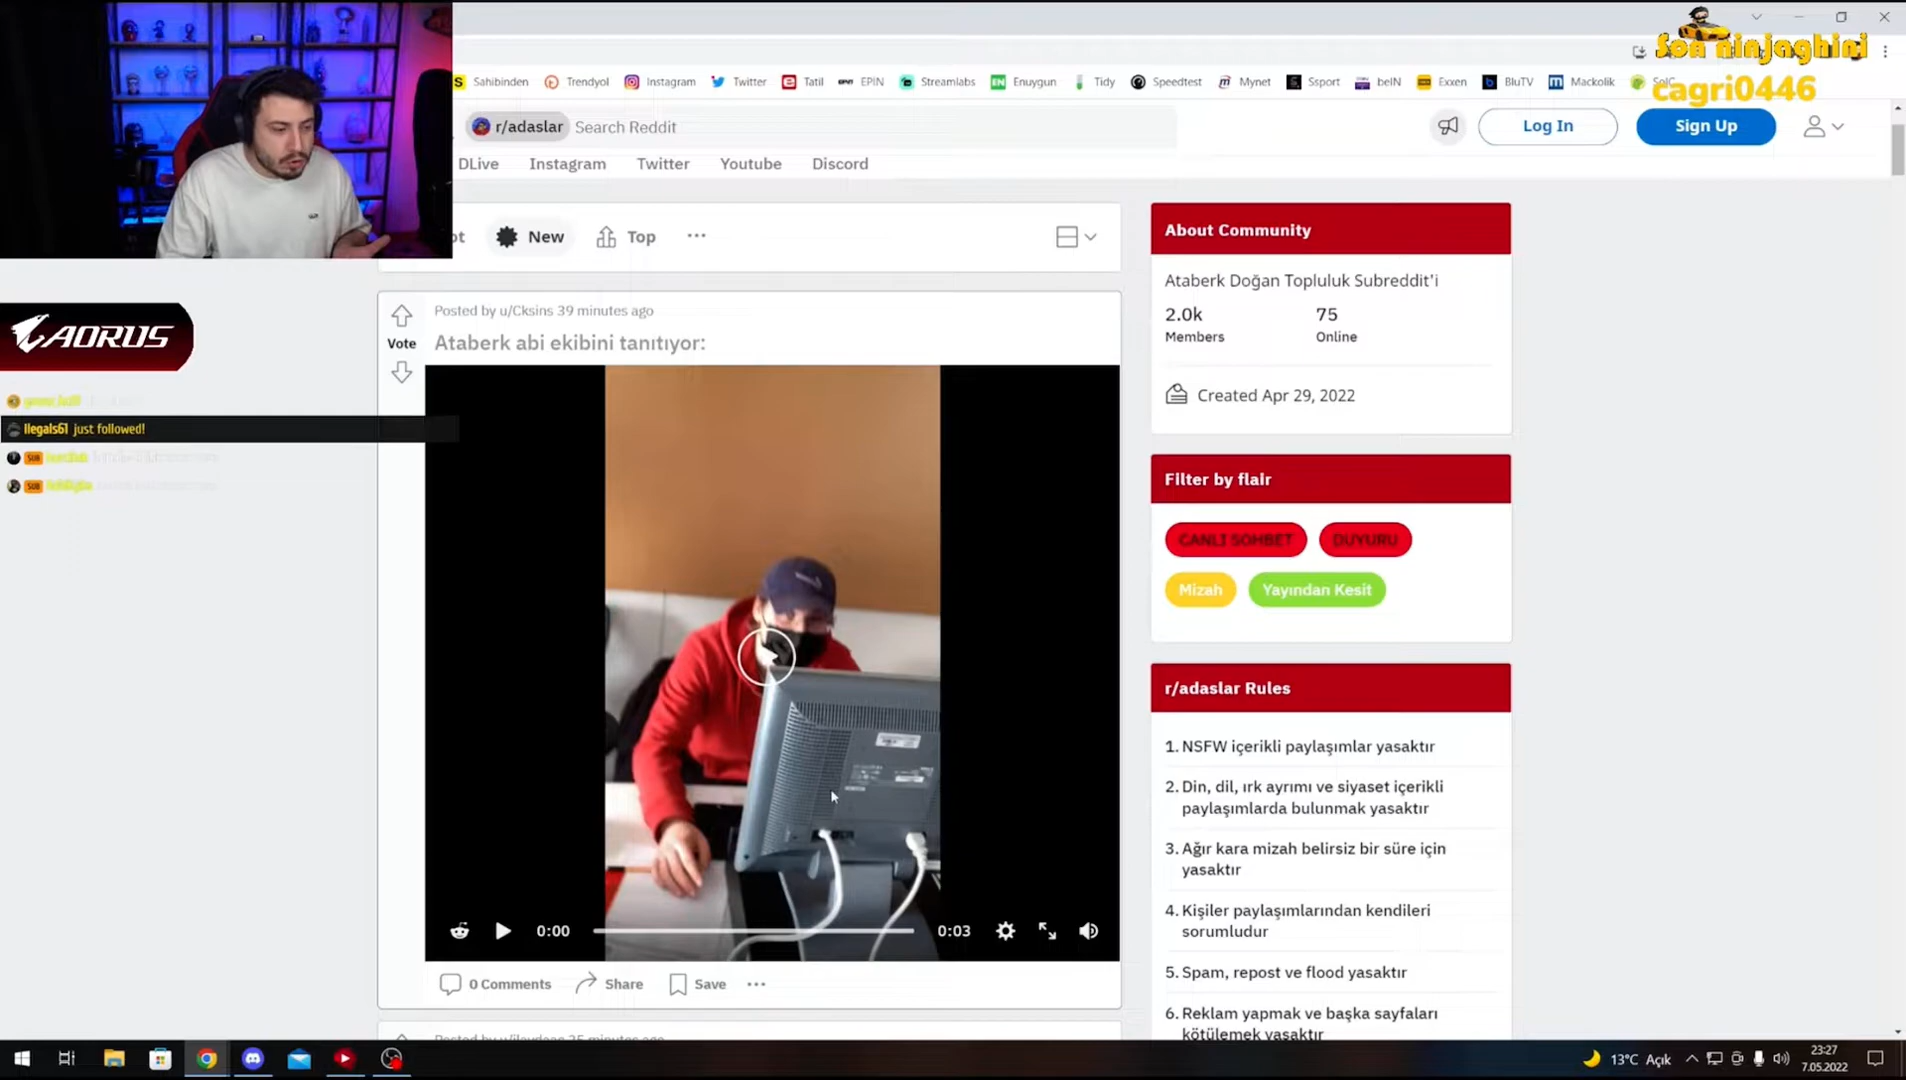 Son ninjaghini
cagri0446
Sahibinden Trendyol Instagram Twitter Tatil EPIN Streamlabs Enuygun Tidy Speedtest Mynet Ssport beIN Exxen BluTV Mackolik
r/adaslar Search Reddit Log In Sign Up
DLive Instagram Twitter Youtube Discord
New Top ...
About Community
Ataberk Doğan Topluluk Subreddit'i
2.0k 75
Members Online
Created Apr 29, 2022
Posted by u/Cksins 39 minutes ago
Vote
Ataberk abi ekibini tanıtıyor:
AORUS
Ilegals61 just followed!
SUB
SUB
Filter by flair
CANLI SOHBET DUYURU
Mizah Yayından Kesit
r/adaslar Rules
1. NSFW içerikli paylaşımlar yasaktır
2. Din, dil, ırk ayrımı ve siyaset içerikli
paylaşımlarda bulunmak yasaktır
3. Ağır kara mizah belirsiz bir süre için
yasaktır
4. Kişiler paylaşımlarından kendileri
sorumludur
5. Spam, repost ve flood yasaktır
6. Reklam yapmak ve başka sayfaları
kötülemek yasaktır
0:00 0:03
0 Comments Share Save ...
13°C Açık
23:27
7.05.2022